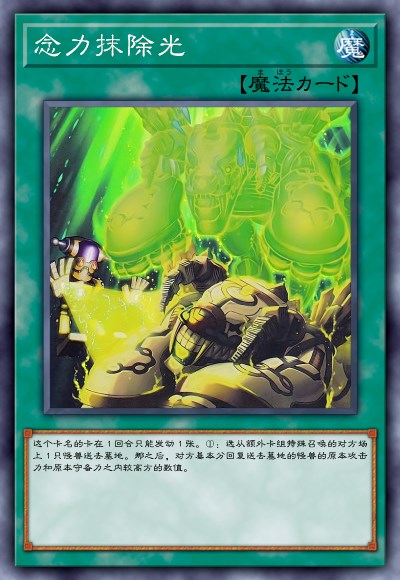 念力抹除光
魔
【魔法カード】
ま ほう
这个卡名的卡在1回合只能发动1张。①：选从额外卡组特殊召唤的对方场
上1只怪兽送去墓地。那之后，对方基本分回复送去墓地的怪兽的原本攻击
力和原本守备力之内较高方的数值。